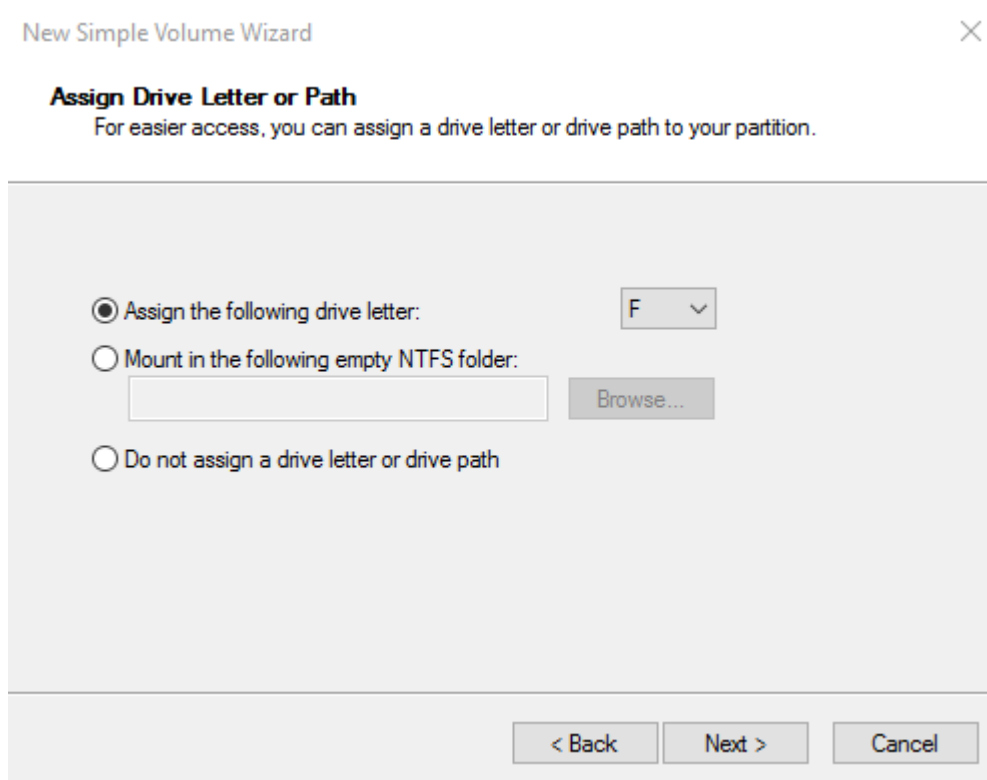 New Simple Volume Wizard
Assign Drive Letter or Path
For easier access, you can assign a drive letter or drive path to your partition.
Assign the following drive letter: F
Mount in the following empty NTFS folder:
Browse...
Do not assign a drive letter or drive path
< Back Next > Cancel